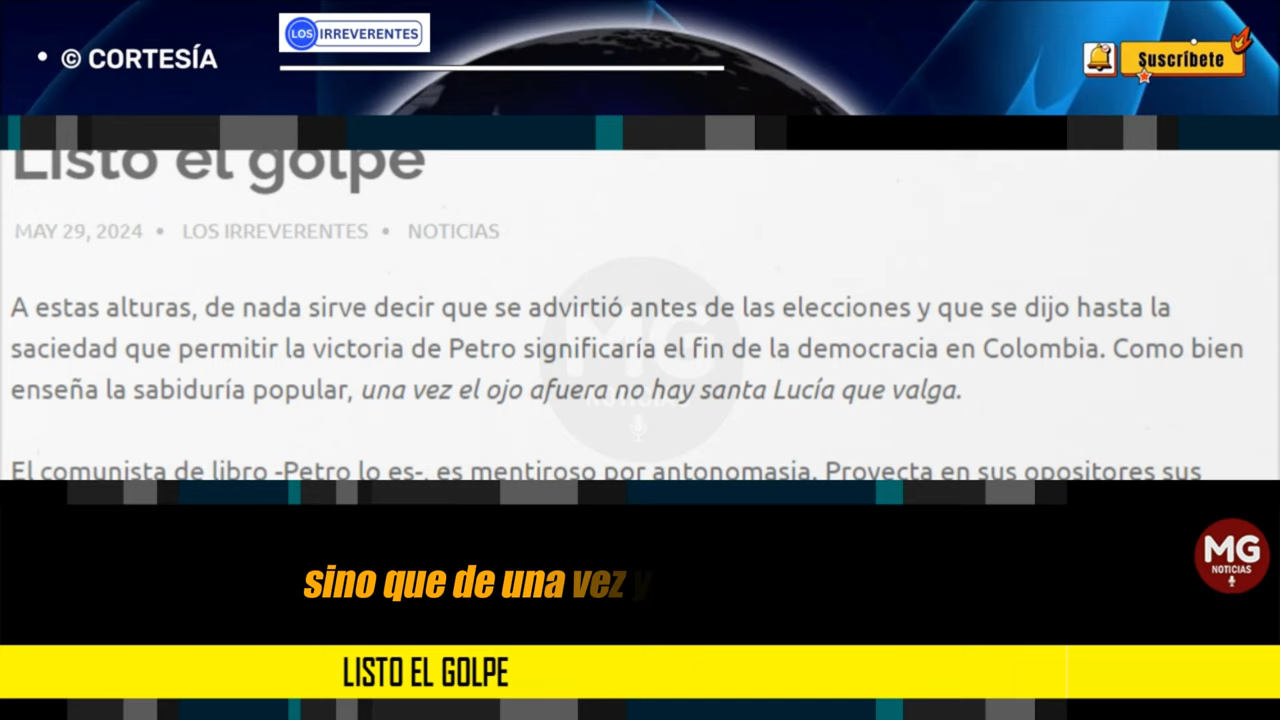 • © CORTESÍA
LOS IRREVERENTES
Suscríbete
Listo el golpe
MAY 29, 2024 • LOS IRREVERENTES • NOTICIAS
A estas alturas, de nada sirve decir que se advirtió antes de las elecciones y que se dijo hasta la
saciedad que permitir la victoria de Petro significaría el fin de la democracia en Colombia. Como bien
enseña la sabiduría popular, una vez el ojo afuera no hay santa Lucía que valga.
El comunista de libro -Petro lo es-, es mentiroso por antonomasia. Proyecta en sus opositores sus
MG
NOTICIAS
sino que de una vez y
MG
NOTICIAS
LISTO EL GOLPE